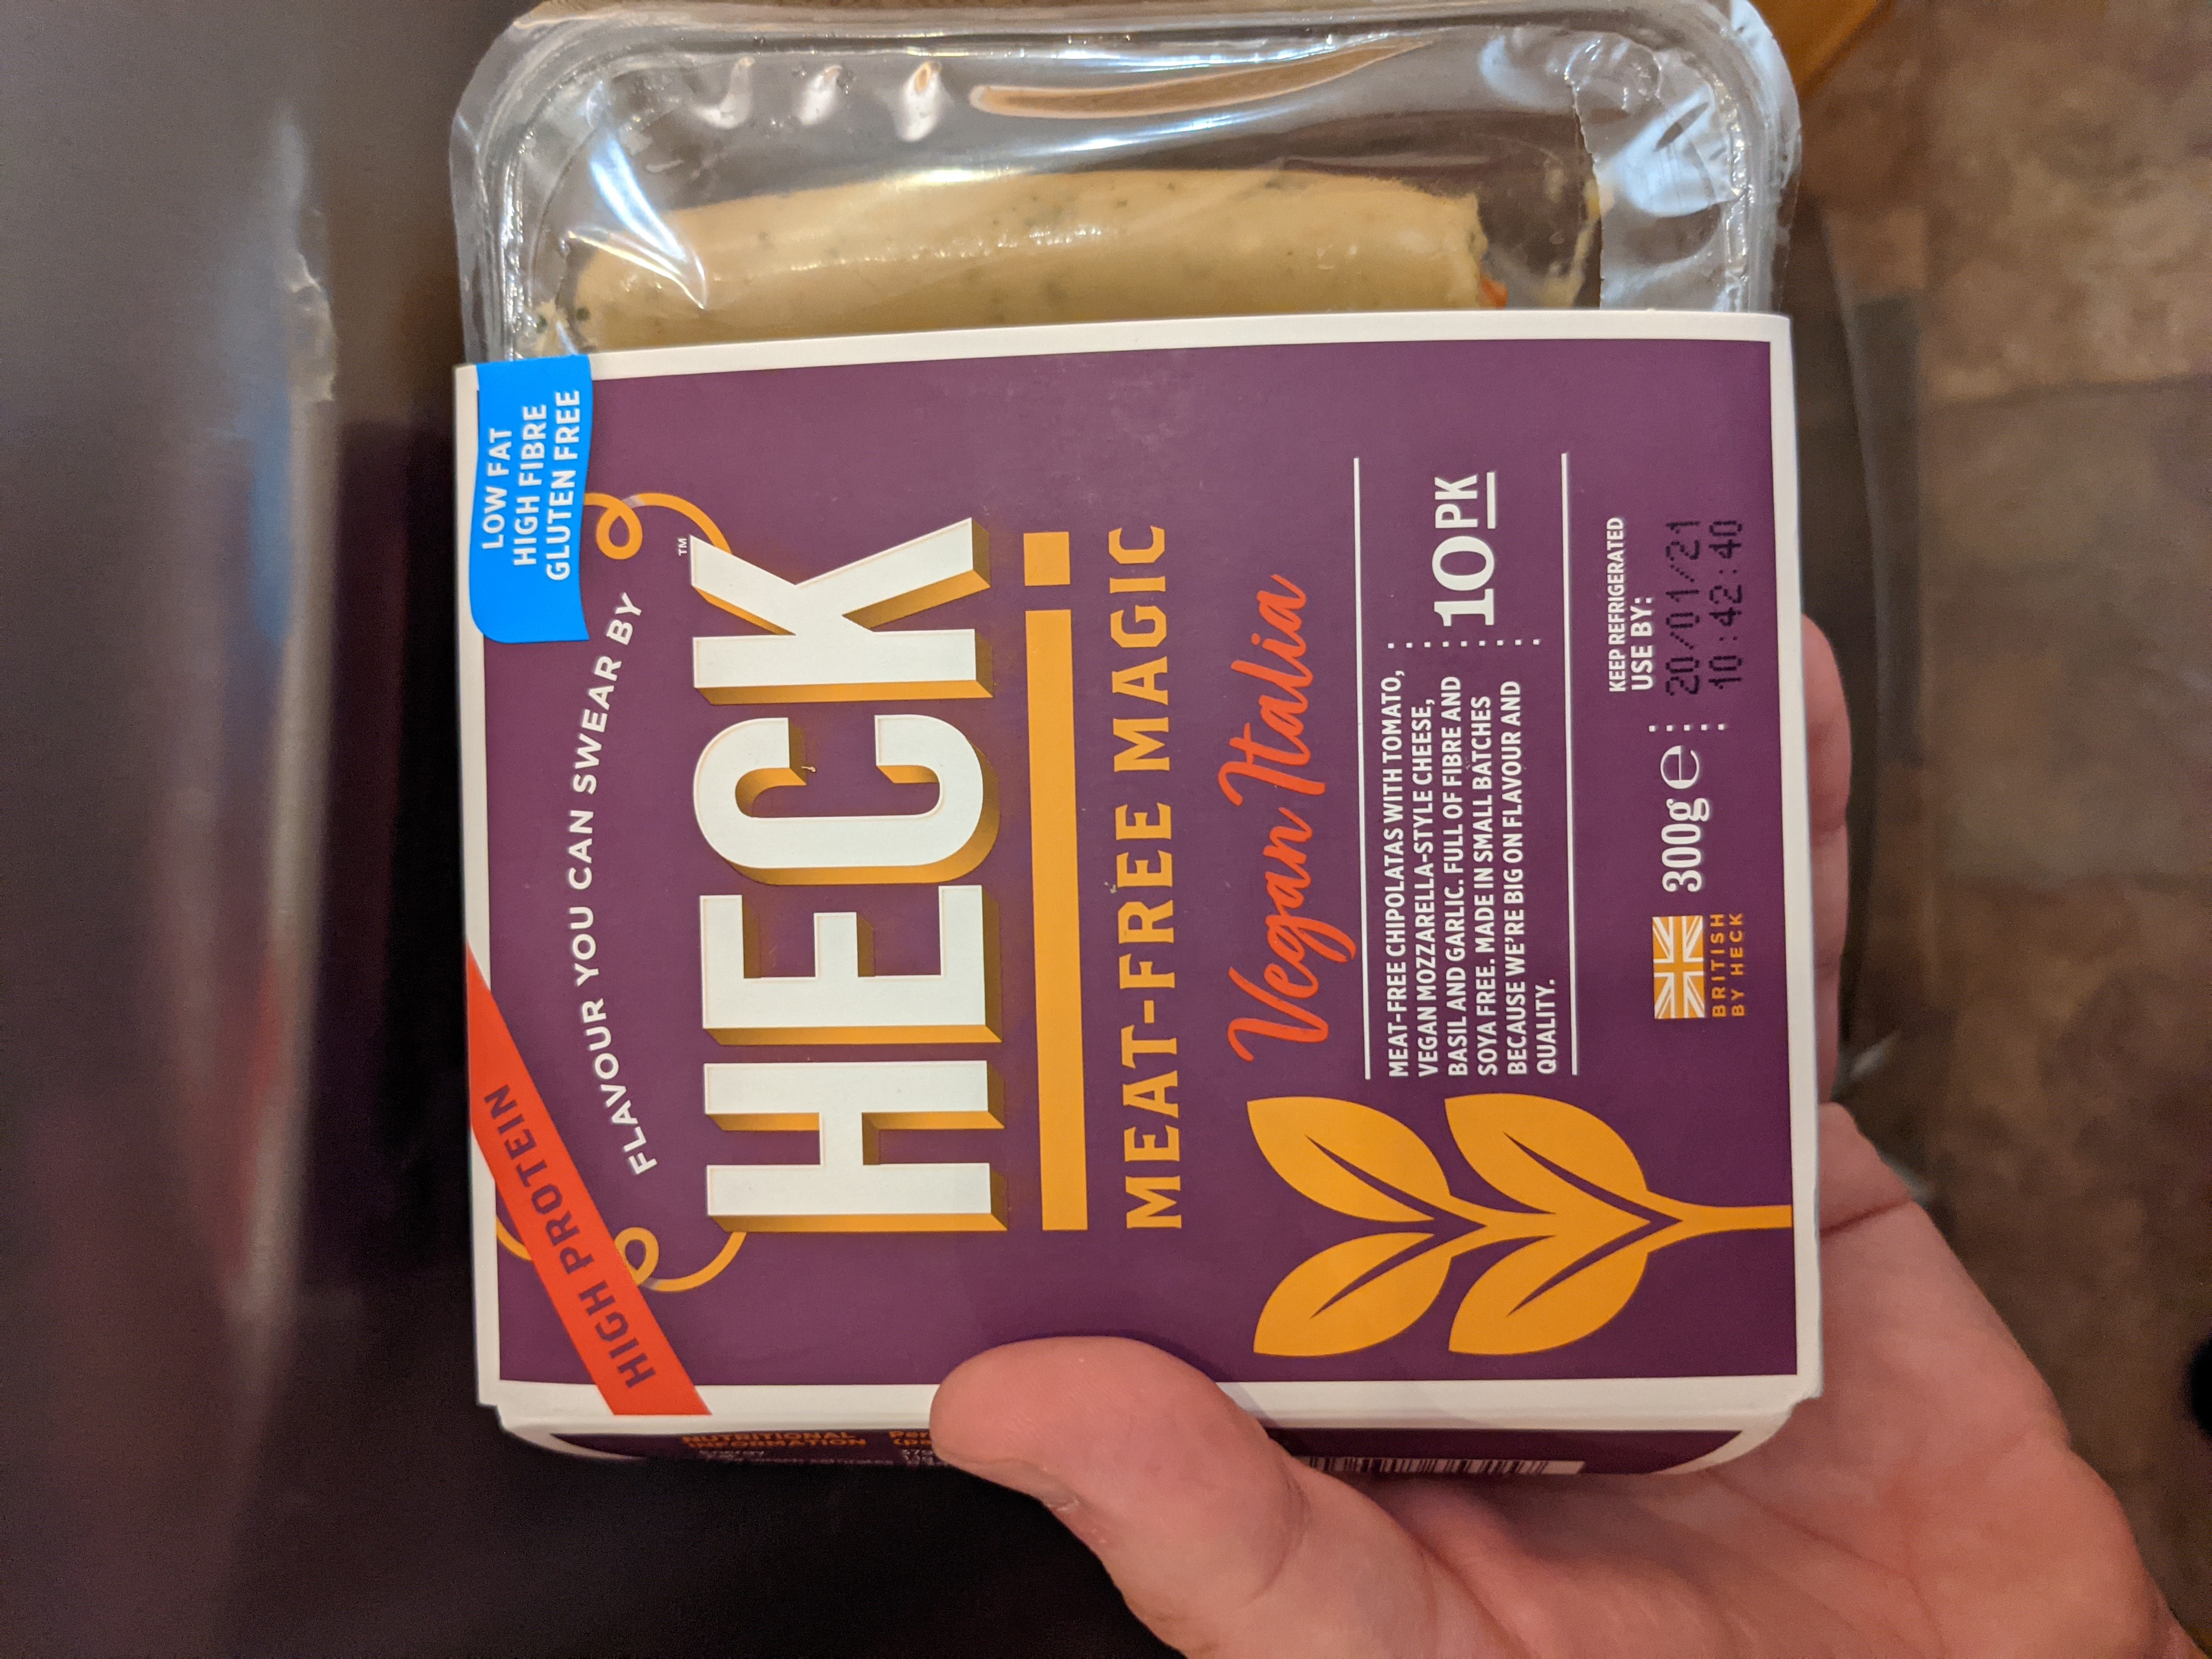 HIGH PROTEIN
LOW FAT
HIGH FIBRE
GLUTEN FREE
FLAVOUR YOU CAN SWEAR BY
HECK™
MEAT-FREE MAGIC
Vegan Italia
MEAT-FREE CHIPOLATAS WITH TOMATO,
VEGAN MOZZARELLA-STYLE CHEESE,
BASIL AND GARLIC. FULL OF FIBRE AND
SOYA FREE. MADE IN SMALL BATCHES
BECAUSE WE'RE BIG ON FLAVOUR AND
QUALITY.
10PK
BRITISH
BY HECK
300g ℮
KEEP REFRIGERATED
USE BY:
20/01/21
10:42:40
NUTRITIONAL
INFORMATION